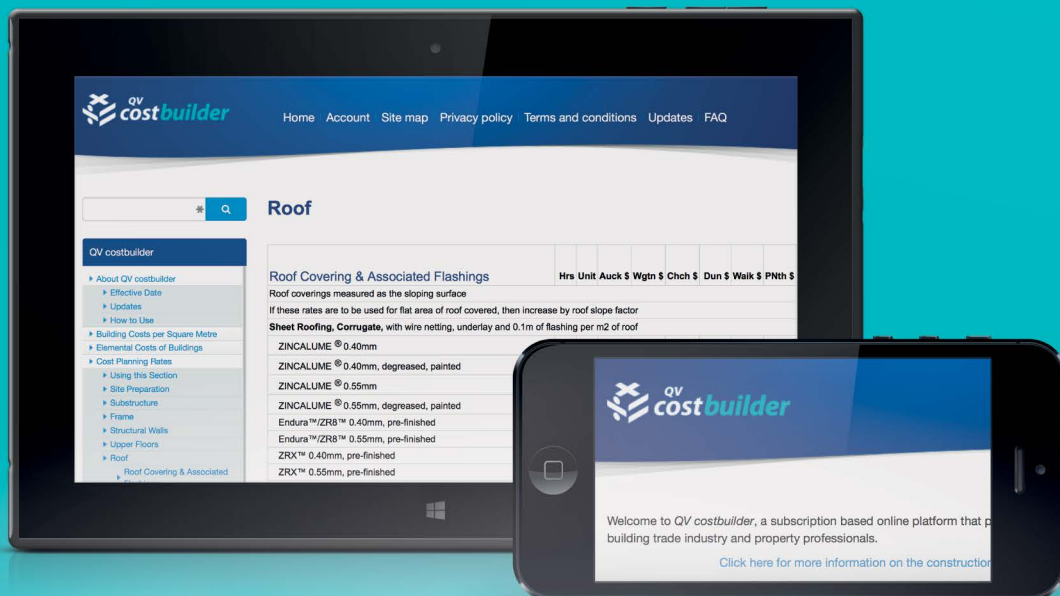 QV
costbuilder
Home Account Site map Privacy policy Terms and conditions Updates FAQ
Roof
QV costbuilder
About QV costbuilder
Effective Date
Updates
How to Use
Building Costs per Square Metre
Elemental Costs of Buildings
Cost Planning Rates
Using this Section
Site Preparation
Substructure
Frame
Structural Walls
Upper Floors
Roof
Roof Covering & Associated
Roof Covering & Associated Flashings Hrs Unit Auck $ Wgtn $ Chch $ Dun $ Waik $ PNth $
Roof coverings measured as the sloping surface
If these rates are to be used for flat area of roof covered, then increase by roof slope factor
Sheet Roofing, Corrugate, with wire netting, underlay and 0.1m of flashing per m2 of roof
ZINCALUME ® 0.40mm
ZINCALUME ® 0.40mm, degreased, painted
ZINCALUME ® 0.55mm
ZINCALUME ® 0.55mm, degreased, painted
Endura™/ZR8™ 0.40mm, pre-finished
Endura™/ZR8™ 0.55mm, pre-finished
ZRX™ 0.40mm, pre-finished
ZRX™ 0.55mm, pre-finished
QV
costbuilder
Welcome to QV costbuilder, a subscription based online platform that p
building trade industry and property professionals.
Click here for more information on the construction